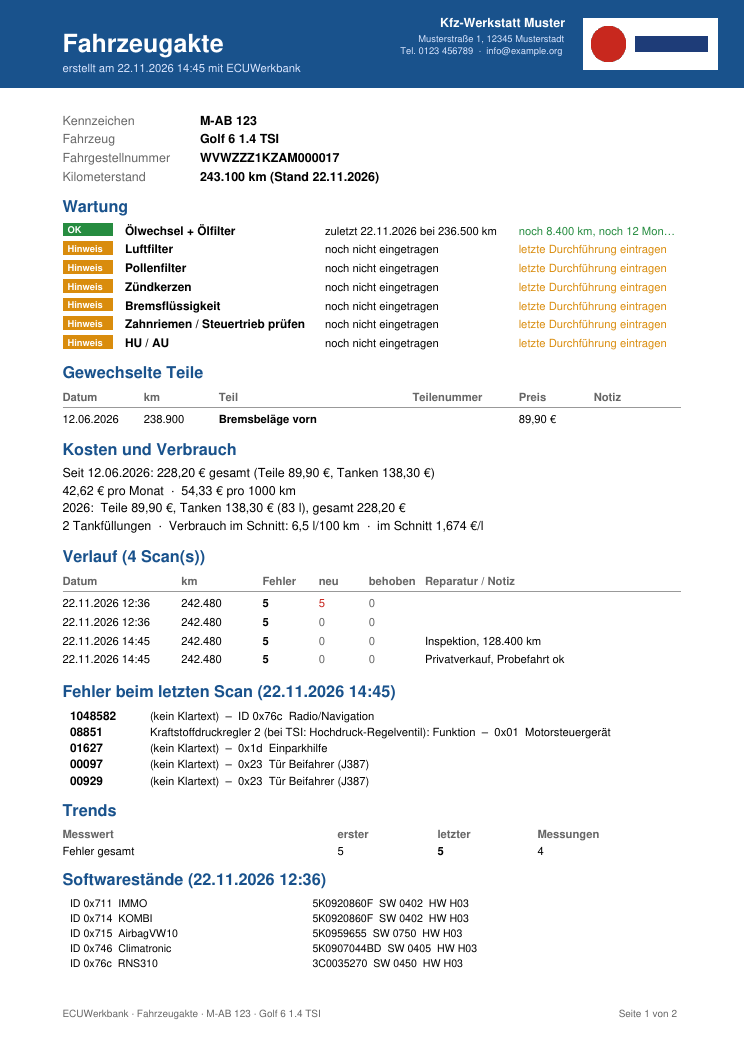 Fahrzeugakte
erstellt am 22.11.2026 14:45 mit ECUWerkbank
Kfz-Werkstatt Muster
Musterstraße 1, 12345 Musterstadt
Tel. 0123 456789 · info@example.org
Kennzeichen M-AB 123
Fahrzeug Golf 6 1.4 TSI
Fahrgestellnummer WVWZZZ1KZAM000017
Kilometerstand 243.100 km (Stand 22.11.2026)
Wartung
OK Ölwechsel + Ölfilter zuletzt 22.11.2026 bei 236.500 km noch 8.400 km, noch 12 Mon…
Hinweis Luftfilter noch nicht eingetragen letzte Durchführung eintragen
Hinweis Pollenfilter noch nicht eingetragen letzte Durchführung eintragen
Hinweis Zündkerzen noch nicht eingetragen letzte Durchführung eintragen
Hinweis Bremsflüssigkeit noch nicht eingetragen letzte Durchführung eintragen
Hinweis Zahnriemen / Steuertrieb prüfen noch nicht eingetragen letzte Durchführung eintragen
Hinweis HU / AU noch nicht eingetragen letzte Durchführung eintragen
Gewechselte Teile
Datum km Teil Teilenummer Preis Notiz
12.06.2026 238.900 Bremsbeläge vorn 89,90 €
Kosten und Verbrauch
Seit 12.06.2026: 228,20 € gesamt (Teile 89,90 €, Tanken 138,30 €)
42,62 € pro Monat · 54,33 € pro 1000 km
2026: Teile 89,90 €, Tanken 138,30 € (83 l), gesamt 228,20 €
2 Tankfüllungen · Verbrauch im Schnitt: 6,5 l/100 km · im Schnitt 1,674 €/l
Verlauf (4 Scan(s))
Datum km Fehler neu behoben Reparatur / Notiz
22.11.2026 12:36 242.480 5 5 0
22.11.2026 12:36 242.480 5 0 0
22.11.2026 14:45 242.480 5 0 0 Inspektion, 128.400 km
22.11.2026 14:45 242.480 5 0 0 Privatverkauf, Probefahrt ok
Fehler beim letzten Scan (22.11.2026 14:45)
1048582 (kein Klartext) – ID 0x76c Radio/Navigation
08851 Kraftstoffdruckregler 2 (bei TSI: Hochdruck-Regelventil): Funktion – 0x01 Motorsteuergerät
01627 (kein Klartext) – 0x1d Einparkhilfe
00097 (kein Klartext) – 0x23 Tür Beifahrer (J387)
00929 (kein Klartext) – 0x23 Tür Beifahrer (J387)
Trends
Messwert erster letzter Messungen
Fehler gesamt 5 5 4
Softwarestände (22.11.2026 12:36)
ID 0x711 IMMO 5K0920860F SW 0402 HW H03
ID 0x714 KOMBI 5K0920860F SW 0402 HW H03
ID 0x715 AirbagVW10 5K0959655 SW 0750 HW H03
ID 0x746 Climatronic 5K0907044BD SW 0405 HW H03
ID 0x76c RNS310 3C0035270 SW 0450 HW H03
ECUWerkbank · Fahrzeugakte · M-AB 123 · Golf 6 1.4 TSI
Seite 1 von 2